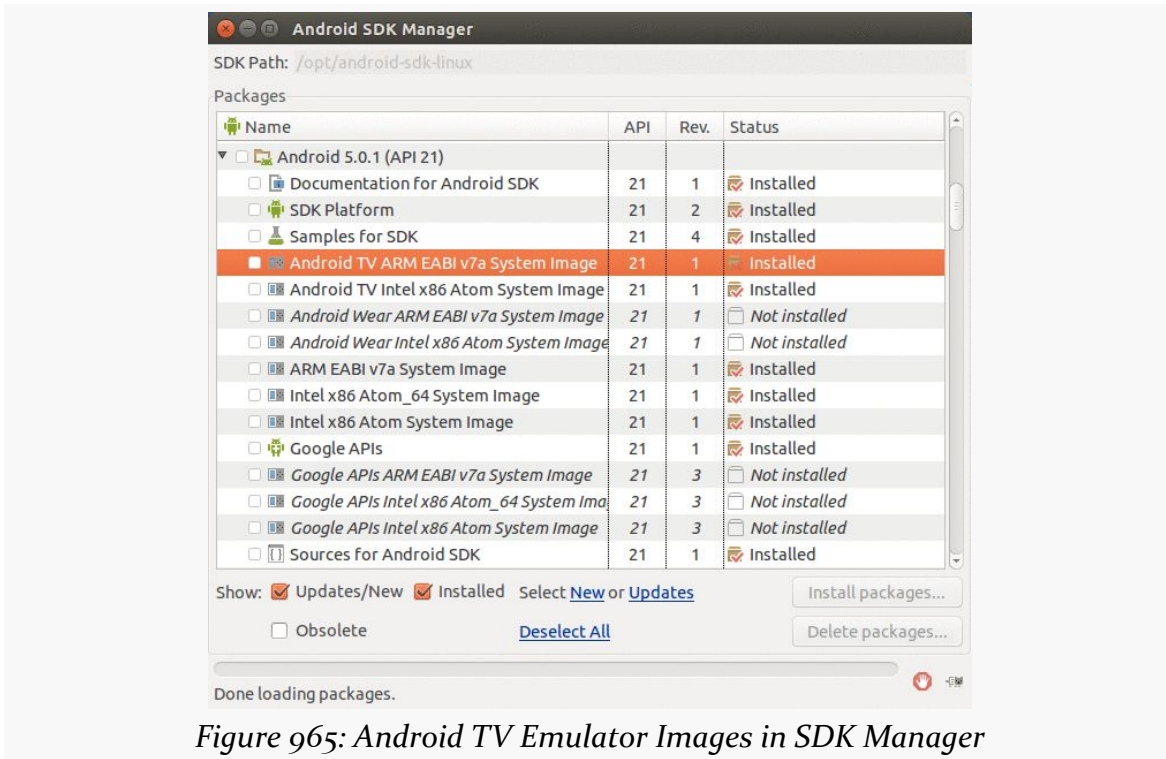 Android SDK Manager
SDK Path: /opt/android-sdk-linux
Packages
Name API Rev. Status
Android 5.0.1 (API 21)
Documentation for Android SDK 21 1 Installed
SDK Platform 21 2 Installed
Samples for SDK 21 4 Installed
Android TV ARM EABI v7a System Image 21 1 Installed
Android TV Intel x86 Atom System Image 21 1 Installed
Android Wear ARM EABI v7a System Image 21 1 Not installed
Android Wear Intel x86 Atom System Image 21 1 Not installed
ARM EABI v7a System Image 21 1 Installed
Intel x86 Atom_64 System Image 21 1 Installed
Intel x86 Atom System Image 21 1 Installed
Google APIs 21 1 Installed
Google APIs ARM EABI v7a System Image 21 3 Not installed
Google APIs Intel x86 Atom_64 System Ima 21 3 Not installed
Google APIs Intel x86 Atom System Image 21 3 Not installed
Sources for Android SDK 21 1 Installed
Show: Updates/New Installed Select New or Updates Install packages...
Obsolete Deselect All Delete packages...
Done loading packages.
Figure 965: Android TV Emulator Images in SDK Manager